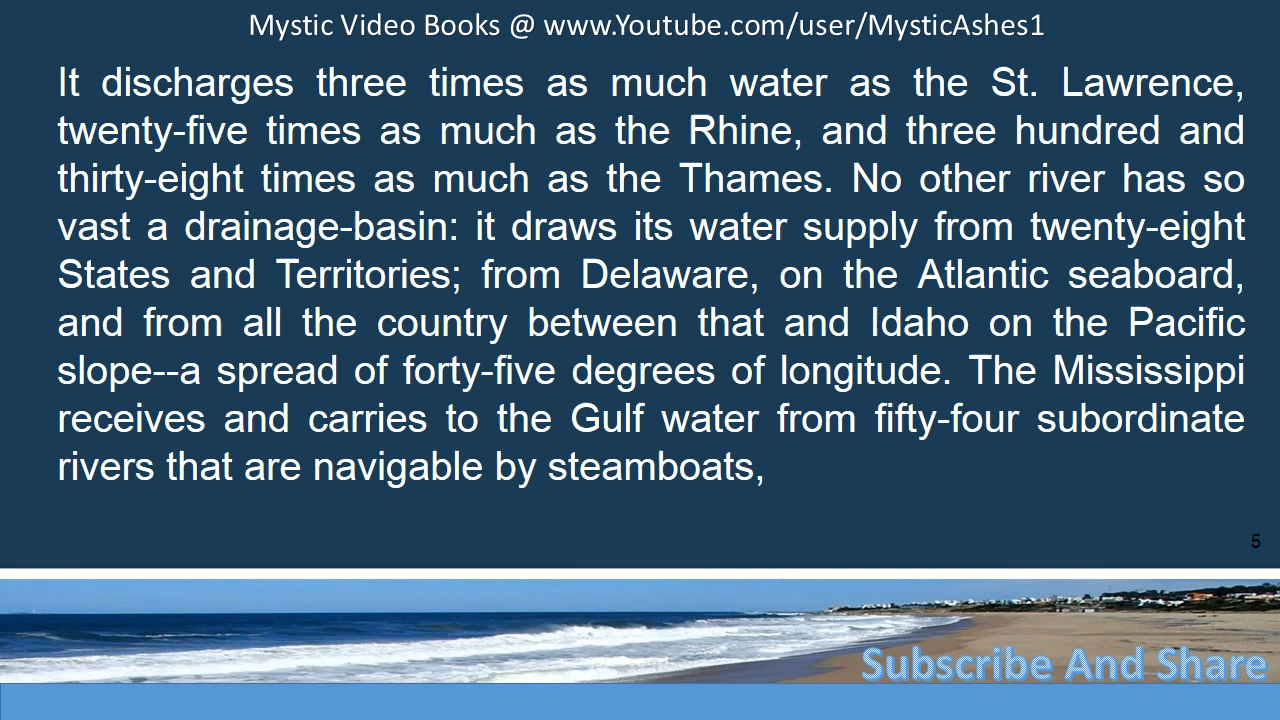 Mystic Video Books @ www.Youtube.com/user/MysticAshes1
It discharges three times as much water as the St. Lawrence,
twenty-five times as much as the Rhine, and three hundred and
thirty-eight times as much as the Thames. No other river has so
vast a drainage-basin: it draws its water supply from twenty-eight
States and Territories; from Delaware, on the Atlantic seaboard,
and from all the country between that and Idaho on the Pacific
slope--a spread of forty-five degrees of longitude. The Mississippi
receives and carries to the Gulf water from fifty-four subordinate
rivers that are navigable by steamboats,
5
Subscribe And Share